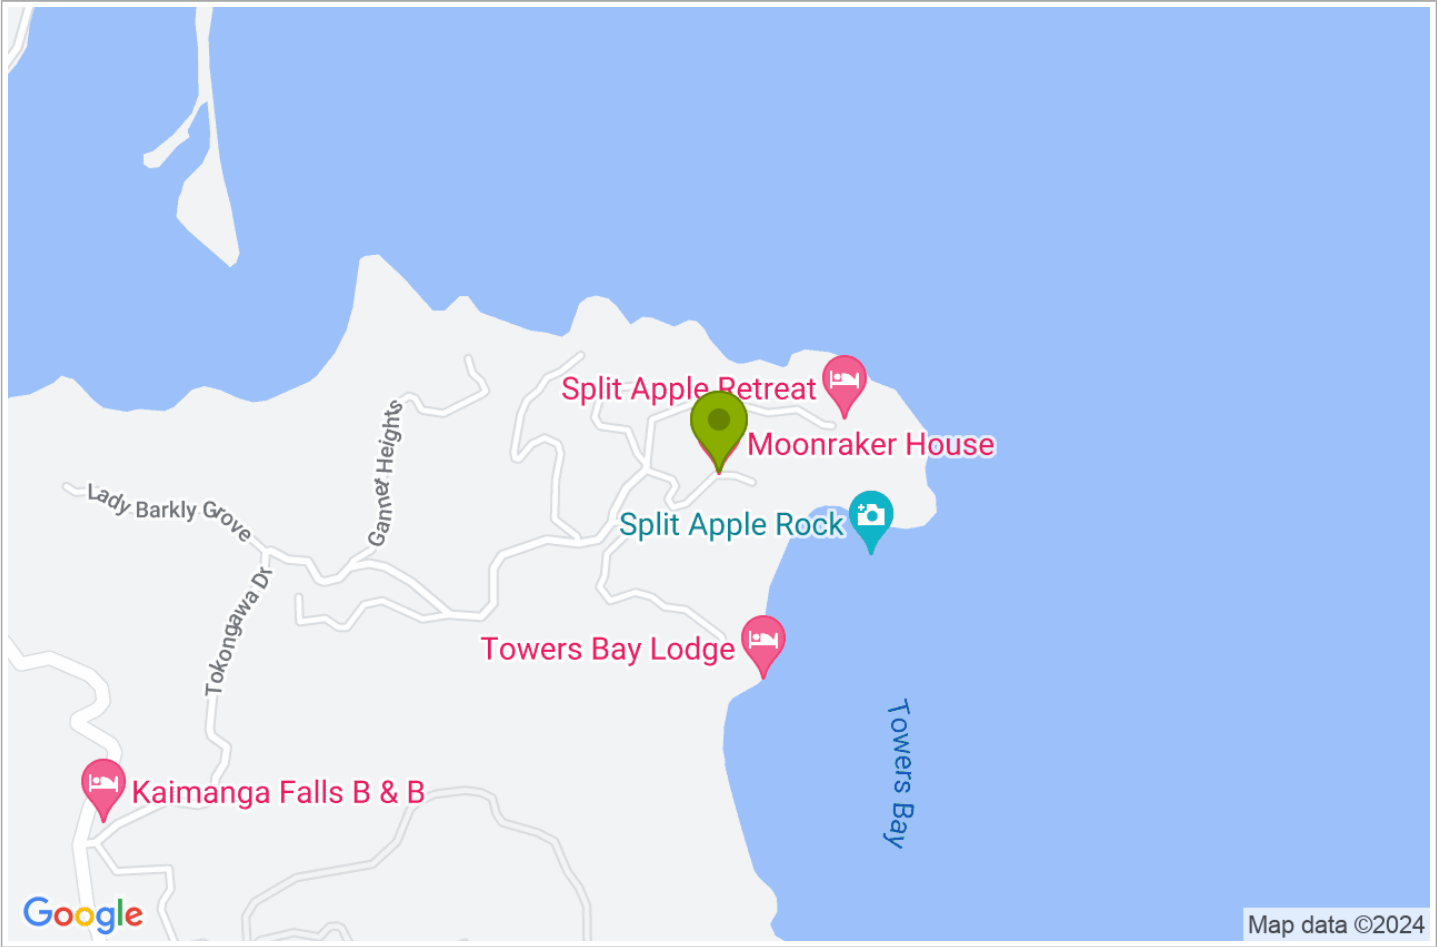 Split Apple Retreat
Moonraker House
Gannet Heights
Lady Barkly Grove
Split Apple Rock
Tokongawa Dr
Towers Bay Lodge
Towers Bay
Kaimanga Falls B & B
Google
Map data ©2024